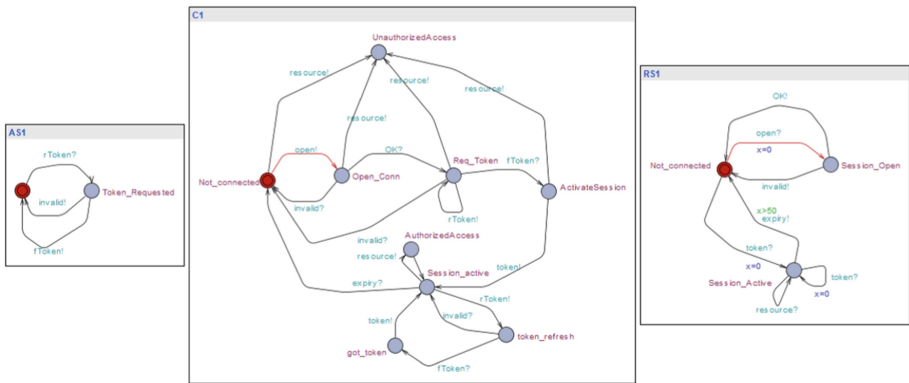 AS1
rToken?
Token_Requested
invalid!
fToken!
C1
UnauthorizedAccess
resource!
resource!
resource!
resource!
open!
OK?
Req_Token
fToken?
Not_connected
Open_Conn
ActivateSession
invalid?
rToken!
invalid?
AuthorizedAccess
resource!
Session_active
token!
expiry?
rToken!
token!
invalid?
token_refresh
got_token
fToken?
RS1
OK!
open?
x=0
Not_connected
Session_Open
invalid!
x>50
expiry!
token?
x=0
Session_Active
token?
x=0
resource?